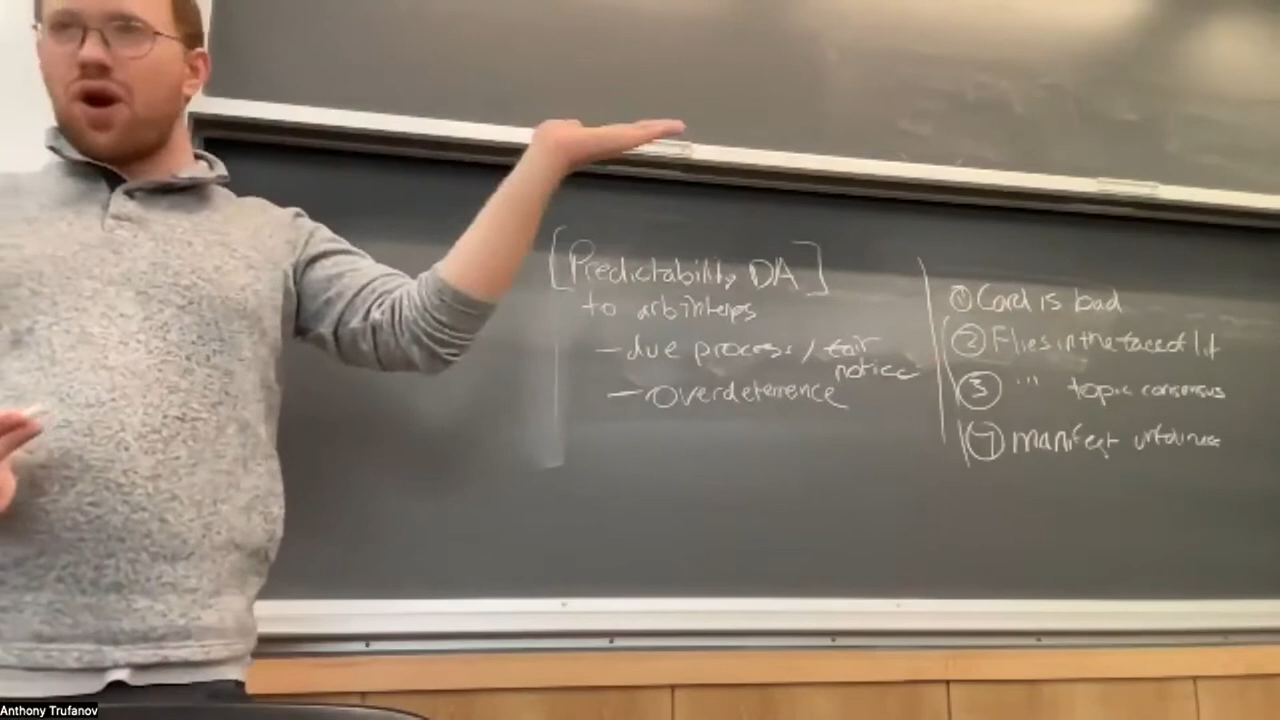 [Predictability DA]
to arb interps
- due process / fair
notice
- overdeterrence
① Card is bad
② Flies in the face of lit
③ " topic consensus
④ manifest unfairness
Anthony Trufanov